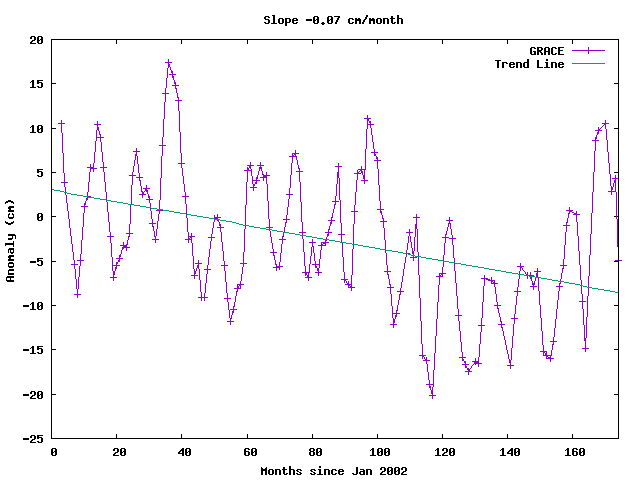 Slope -0.07 cm/month
GRACE
Trend Line
20
15
10
5
0
-5
-10
-15
-20
-25
Anomaly (cm)
0 20 40 60 80 100 120 140 160
Months since Jan 2002